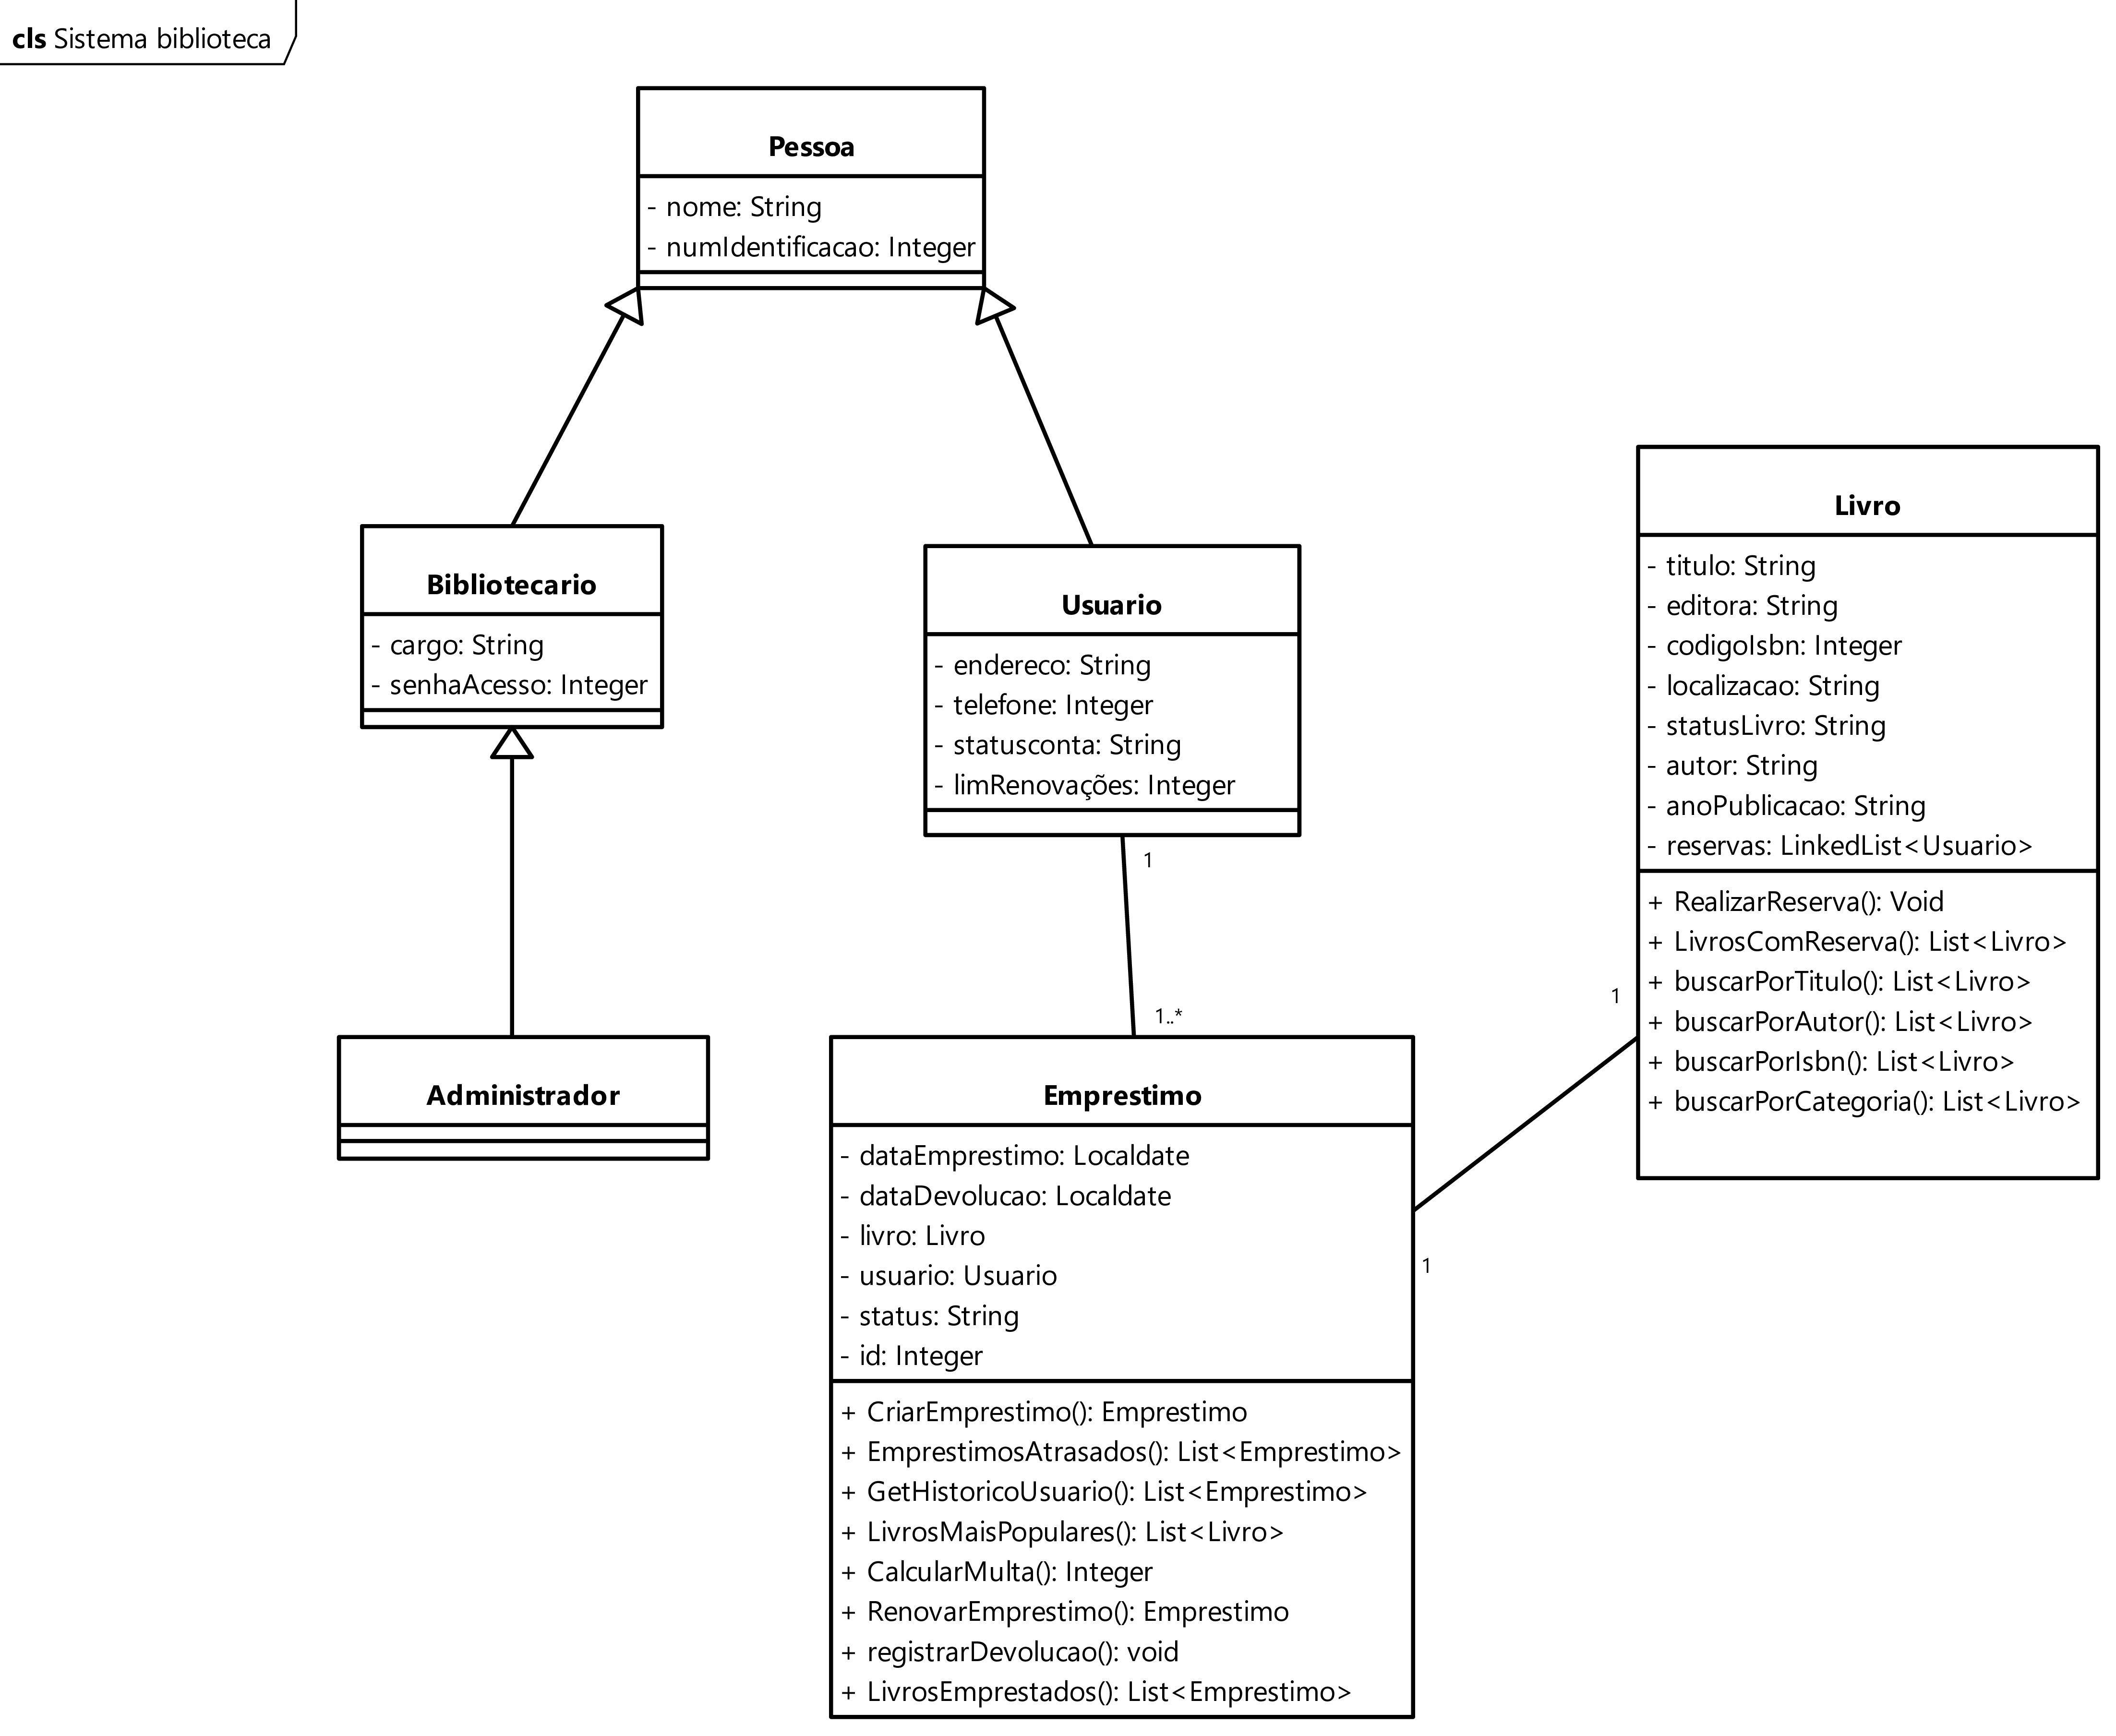 cls Sistema biblioteca
Pessoa
- nome: String
- numIdentificacao: Integer
Bibliotecario
- cargo: String
- senhaAcesso: Integer
Usuario
- endereco: String
- telefone: Integer
- statusconta: String
- limRenovações: Integer
Livro
- titulo: String
- editora: String
- codigoIsbn: Integer
- localizacao: String
- statusLivro: String
- autor: String
- anoPublicacao: String
- reservas: LinkedList<Usuario>
+ RealizarReserva(): Void
+ LivrosComReserva(): List<Livro>
+ buscarPorTitulo(): List<Livro>
+ buscarPorAutor(): List<Livro>
+ buscarPorIsbn(): List<Livro>
+ buscarPorCategoria(): List<Livro>
1
1..*
1
1
Administrador
Emprestimo
- dataEmprestimo: Localdate
- dataDevolucao: Localdate
- livro: Livro
- usuario: Usuario
- status: String
- id: Integer
+ CriarEmprestimo(): Emprestimo
+ EmprestimosAtrasados(): List<Emprestimo>
+ GetHistoricoUsuario(): List<Emprestimo>
+ LivrosMaisPopulares(): List<Livro>
+ CalcularMulta(): Integer
+ RenovarEmprestimo(): Emprestimo
+ registrarDevolucao(): void
+ LivrosEmprestados(): List<Emprestimo>